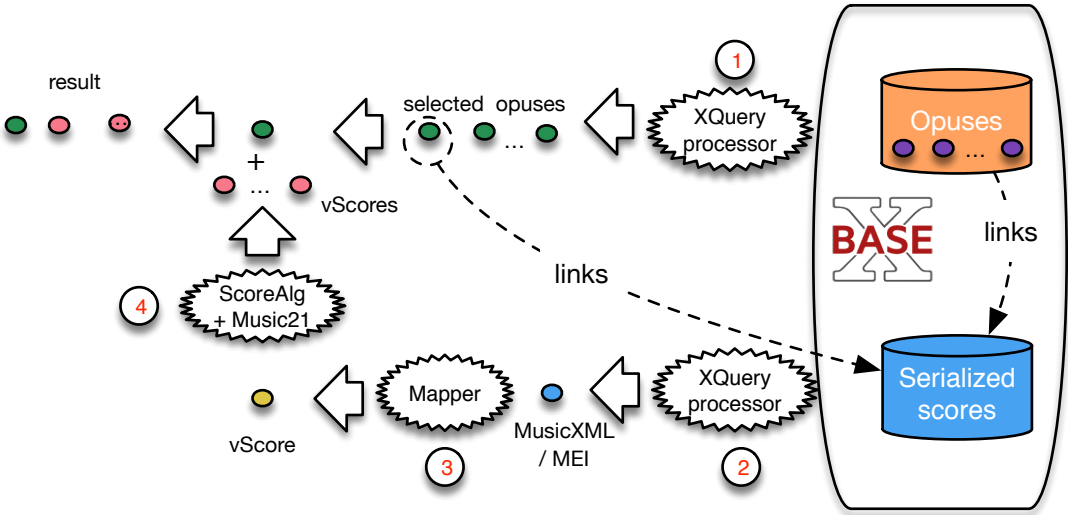 1
result
selected opuses
XQuery
processor
Opuses
...
...
+
...
vScores
X
BASE
links
links
4
ScoreAlg
+ Music21
Mapper
XQuery
processor
Serialized
scores
vScore
MusicXML
/ MEI
3
2